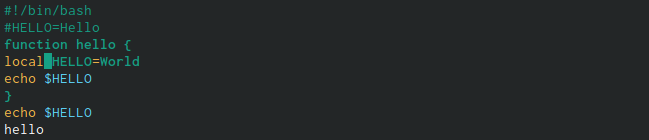 #!/bin/bash
#HELLO=Hello
function hello {
local HELLO=World
echo $HELLO
}
echo $HELLO
hello